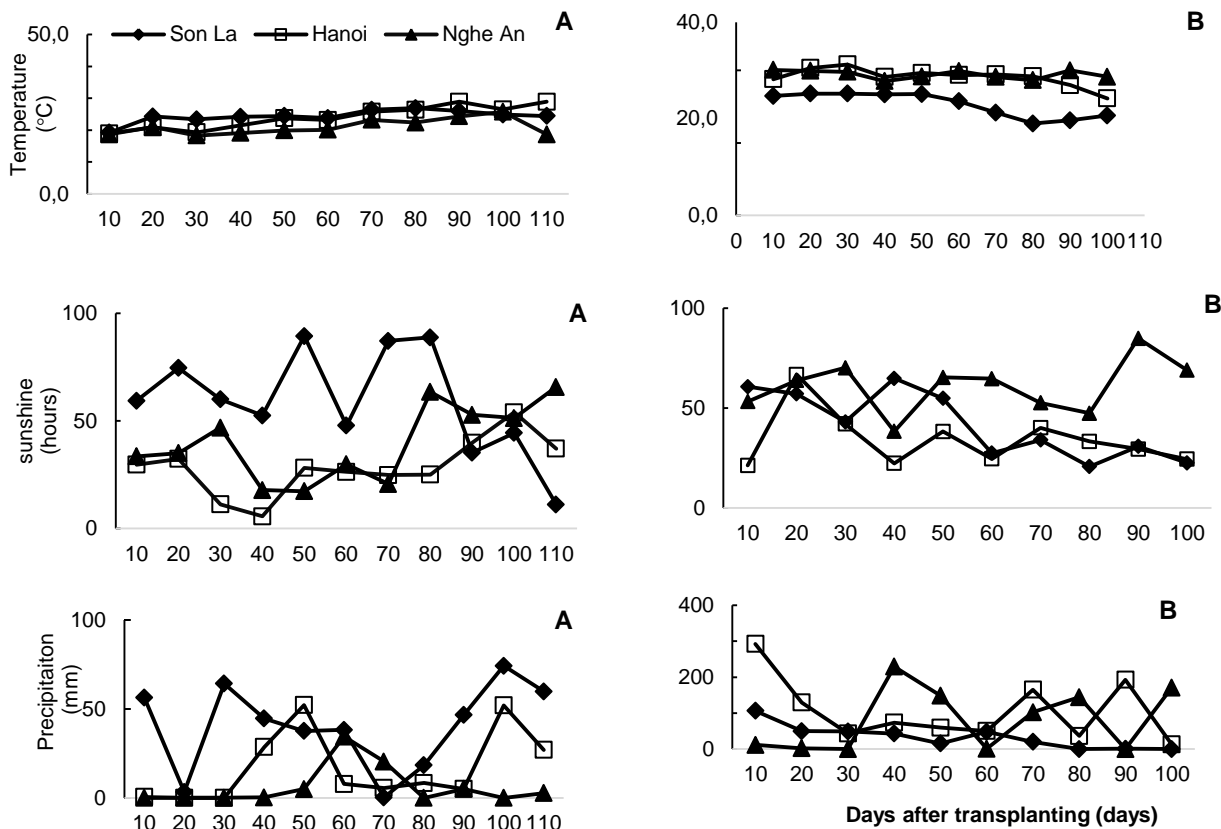 Son La Hanoi Nghe An
A
50,0
0,0
Temperature
(°C)
10 20 30 40 50 60 70 80 90 100 110
B
40,0
20,0
0,0
0 10 20 30 40 50 60 70 80 90 100 110
A
100
50
0
sunshine
(hours)
10 20 30 40 50 60 70 80 90 100 110
B
100
50
0
10 20 30 40 50 60 70 80 90 100
A
100
50
0
Precipitaiton
(mm)
10 20 30 40 50 60 70 80 90 100 110
B
400
200
0
10 20 30 40 50 60 70 80 90 100
Days after transplanting (days)